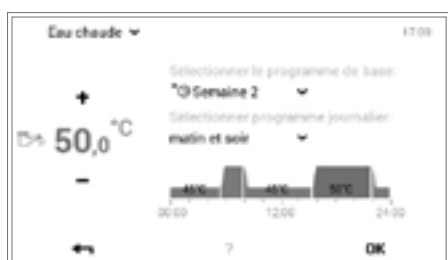 Eau chaude
17:03
Sélectionner le programme de base:
Semaine 2
Sélectionner programme journalier:
matin et soir
+
50,0 °C
-
45°C 45°C 50°C
00:00 12:00 24:00
? OK